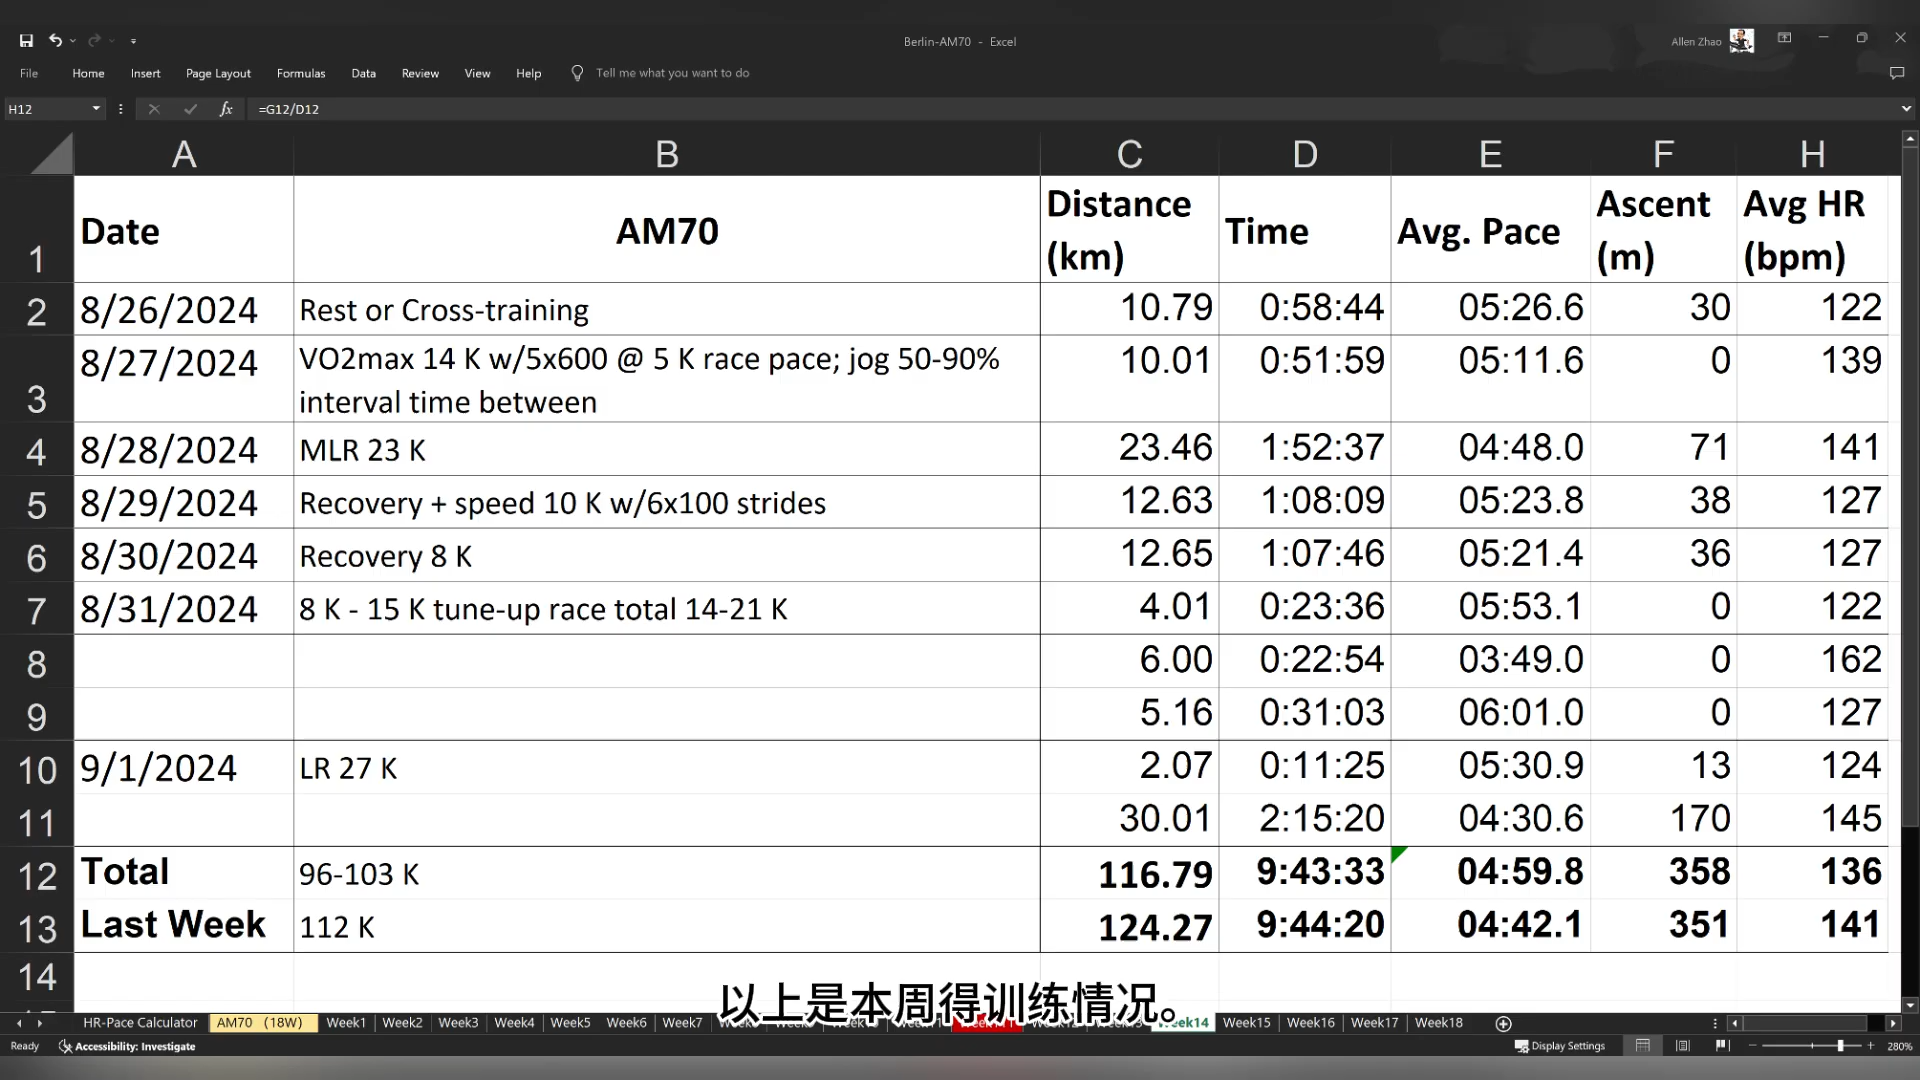 Berlin-AM70 - Excel
Allen Zhao
File Home Insert Page Layout Formulas Data Review View Help Tell me what you want to do
H12 fx =G12/D12
A B C D E F H
1 Date AM70 Distance (km) Time Avg. Pace Ascent (m) Avg HR (bpm)
2 8/26/2024 Rest or Cross-training 10.79 0:58:44 05:26.6 30 122
3 8/27/2024 VO2max 14 K w/5x600 @ 5 K race pace; jog 50-90% interval time between 10.01 0:51:59 05:11.6 0 139
4 8/28/2024 MLR 23 K 23.46 1:52:37 04:48.0 71 141
5 8/29/2024 Recovery + speed 10 K w/6x100 strides 12.63 1:08:09 05:23.8 38 127
6 8/30/2024 Recovery 8 K 12.65 1:07:46 05:21.4 36 127
7 8/31/2024 8 K - 15 K tune-up race total 14-21 K 4.01 0:23:36 05:53.1 0 122
8 6.00 0:22:54 03:49.0 0 162
9 5.16 0:31:03 06:01.0 0 127
10 9/1/2024 LR 27 K 2.07 0:11:25 05:30.9 13 124
11 30.01 2:15:20 04:30.6 170 145
12 Total 96-103 K 116.79 9:43:33 04:59.8 358 136
13 Last Week 112 K 124.27 9:44:20 04:42.1 351 141
14
以上是本周得训练情况。
HR-Pace Calculator AM70 (18W) Week1 Week2 Week3 Week4 Week5 Week6 Week7 Week14 Week15 Week16 Week17 Week18
Ready Accessibility: Investigate Display Settings 280%